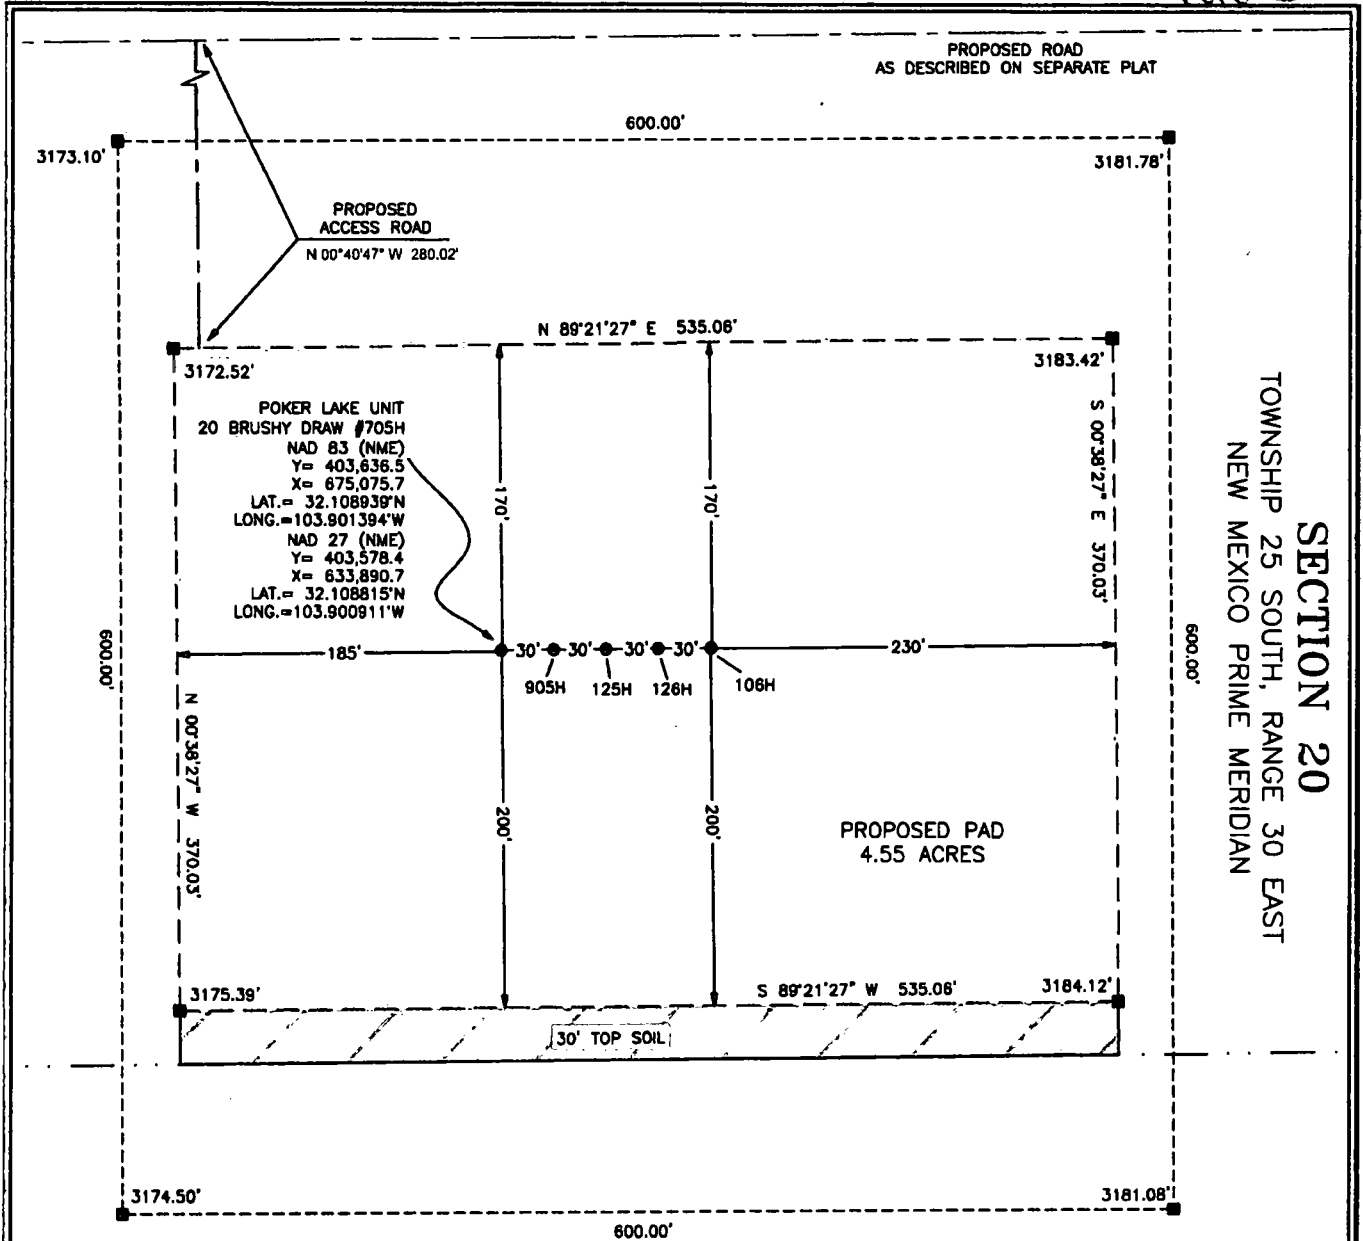 PROPOSED ROAD
AS DESCRIBED ON SEPARATE PLAT
600.00'
3173.10'
3181.78'
PROPOSED
ACCESS ROAD
N 00°40'47" W 280.02'
N 89°21'27" E 535.06'
3172.52'
3183.42'
POKER LAKE UNIT
20 BRUSHY DRAW #705H
NAD 83 (NME)
Y= 403,636.5
X= 675,075.7
LAT.= 32.108939°N
LONG.=103.901394°W
NAD 27 (NME)
Y= 403,578.4
X= 633,890.7
LAT.= 32.108815°N
LONG.=103.900911°W
170'
170'
S 00°38'27" E 370.03'
SECTION 20
TOWNSHIP 25 SOUTH, RANGE 30 EAST
NEW MEXICO PRIME MERIDIAN
600.00'
185'
30'
30'
30'
30'
230'
600.00'
905H
125H
126H
106H
N 00°38'27" W 370.03'
200'
200'
PROPOSED PAD
4.55 ACRES
3175.39'
S 89°21'27" W 535.06'
3184.12'
30' TOP SOIL
3174.50'
3181.08'
600.00'